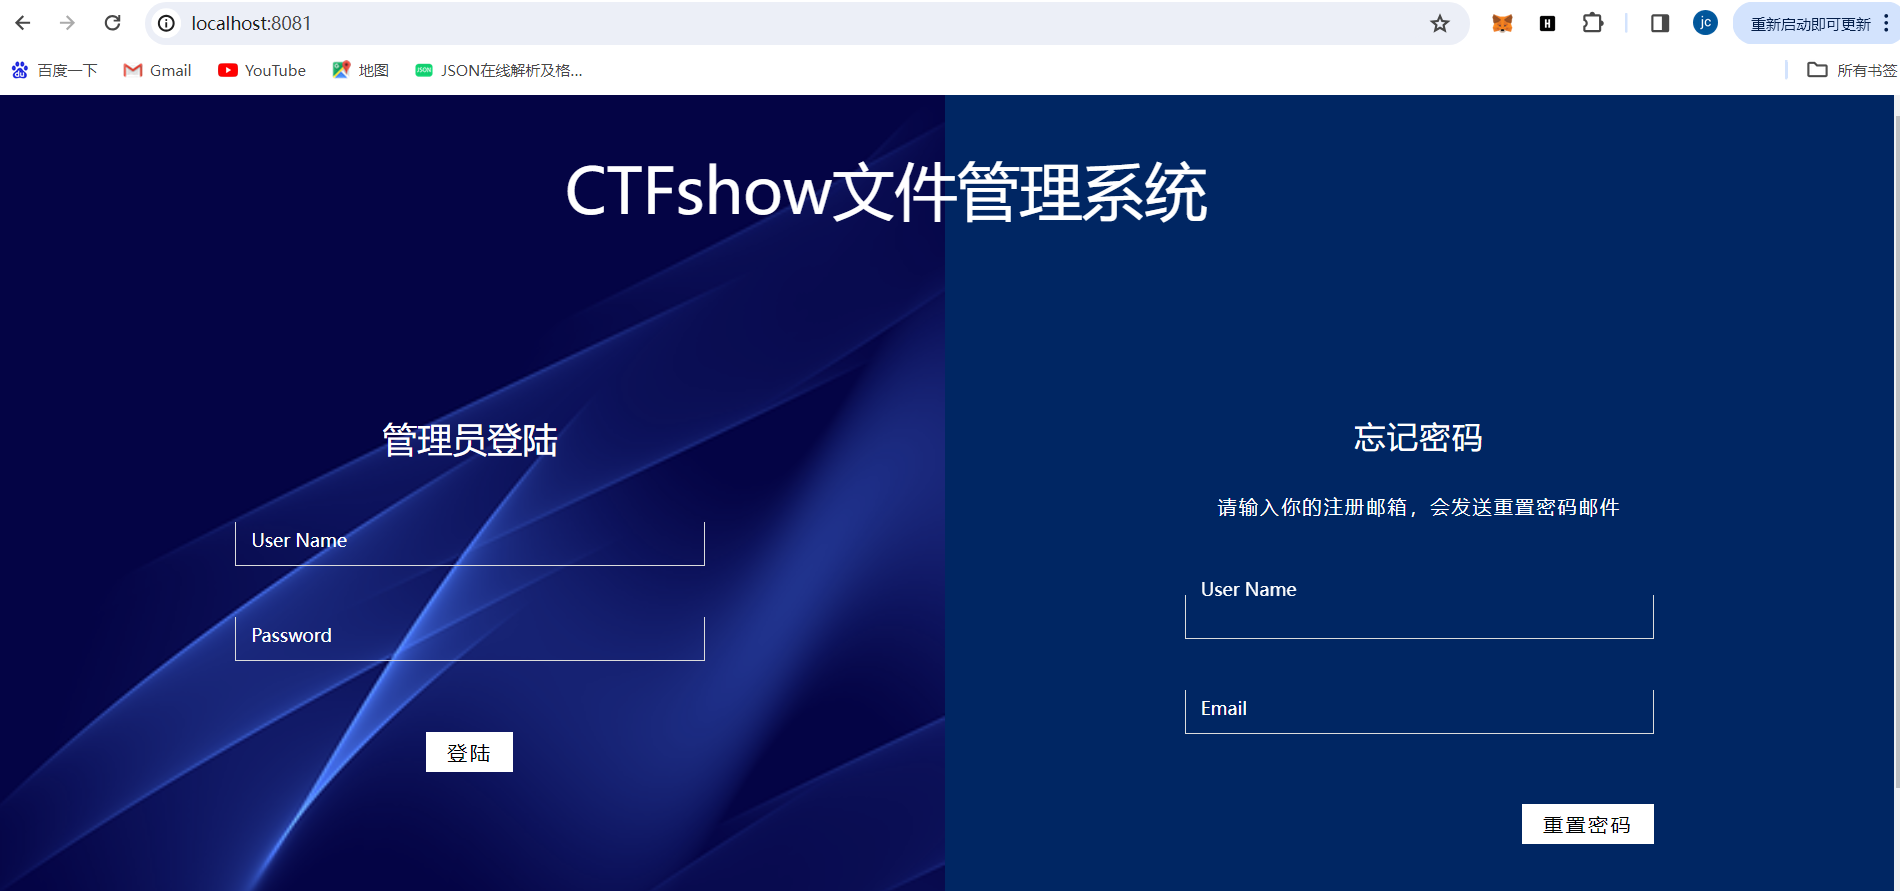 localhost:8081
重新启动即可更新
百度一下
Gmail
YouTube
地图
JSON在线解析及格...
所有书签
CTFshow文件管理系统
管理员登陆
User Name
Password
登陆
忘记密码
请输入你的注册邮箱，会发送重置密码邮件
User Name
Email
重置密码